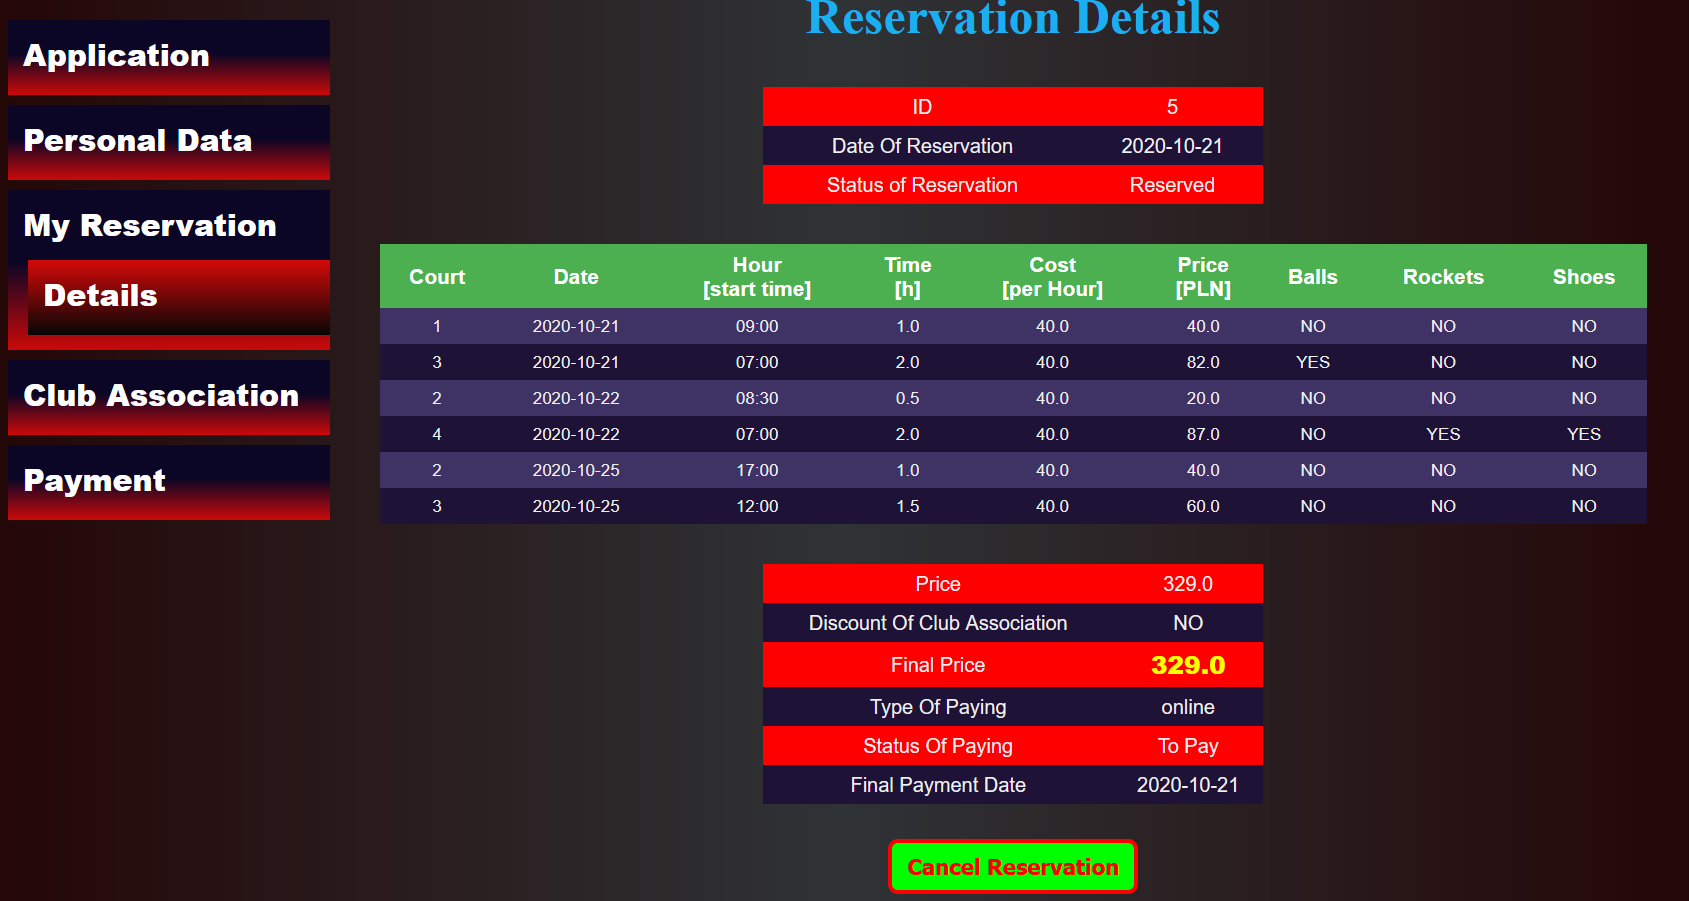 Reservation Details
Application
Personal Data
My Reservation
Details
Club Association
Payment
ID 5
Date Of Reservation 2020-10-21
Status of Reservation Reserved
Court Date Hour [start time] Time [h] Cost [per Hour] Price [PLN] Balls Rockets Shoes
1 2020-10-21 09:00 1.0 40.0 40.0 NO NO NO
3 2020-10-21 07:00 2.0 40.0 82.0 YES NO NO
2 2020-10-22 08:30 0.5 40.0 20.0 NO NO NO
4 2020-10-22 07:00 2.0 40.0 87.0 NO YES YES
2 2020-10-25 17:00 1.0 40.0 40.0 NO NO NO
3 2020-10-25 12:00 1.5 40.0 60.0 NO NO NO
Price 329.0
Discount Of Club Association NO
Final Price 329.0
Type Of Paying online
Status Of Paying To Pay
Final Payment Date 2020-10-21
Cancel Reservation